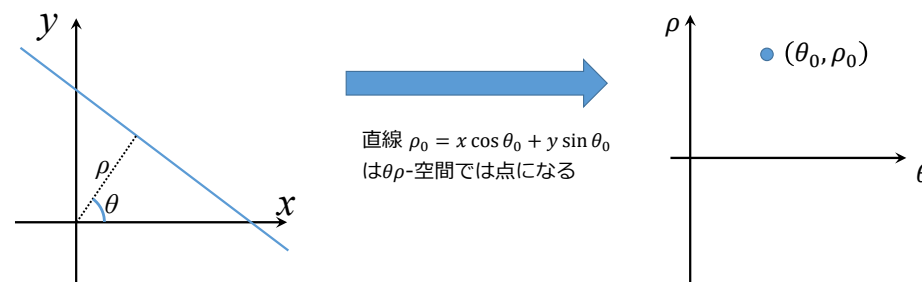 y
ρ
θ
x
直線 ρ₀ = x cos θ₀ + y sin θ₀
はθρ-空間では点になる
ρ
(θ₀, ρ₀)
θ